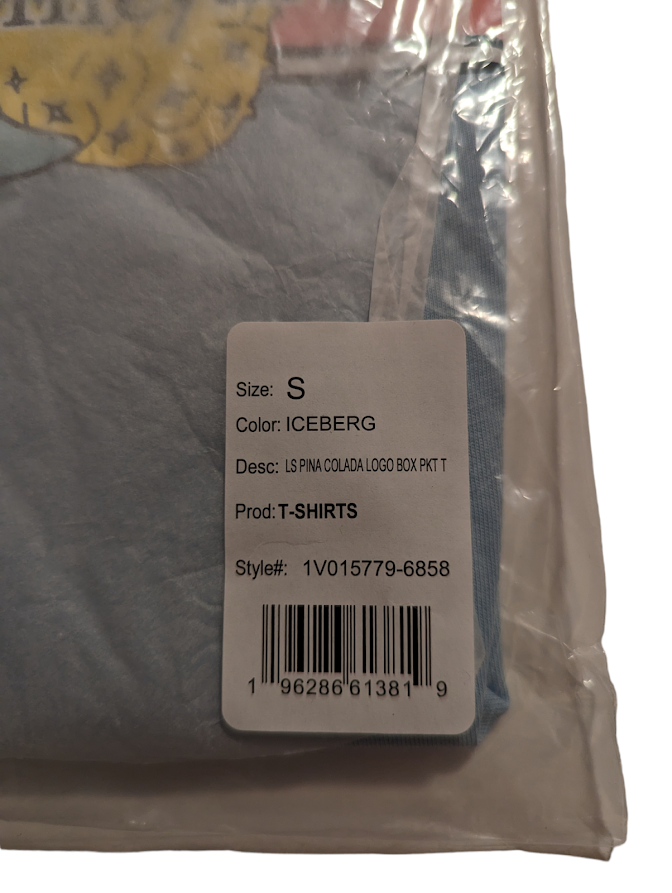 Size: S
Color: ICEBERG
Desc: LS PINA COLADA LOGO BOX PKT T
Prod: T-SHIRTS
Style#: 1V015779-6858
1 96286 61381 9